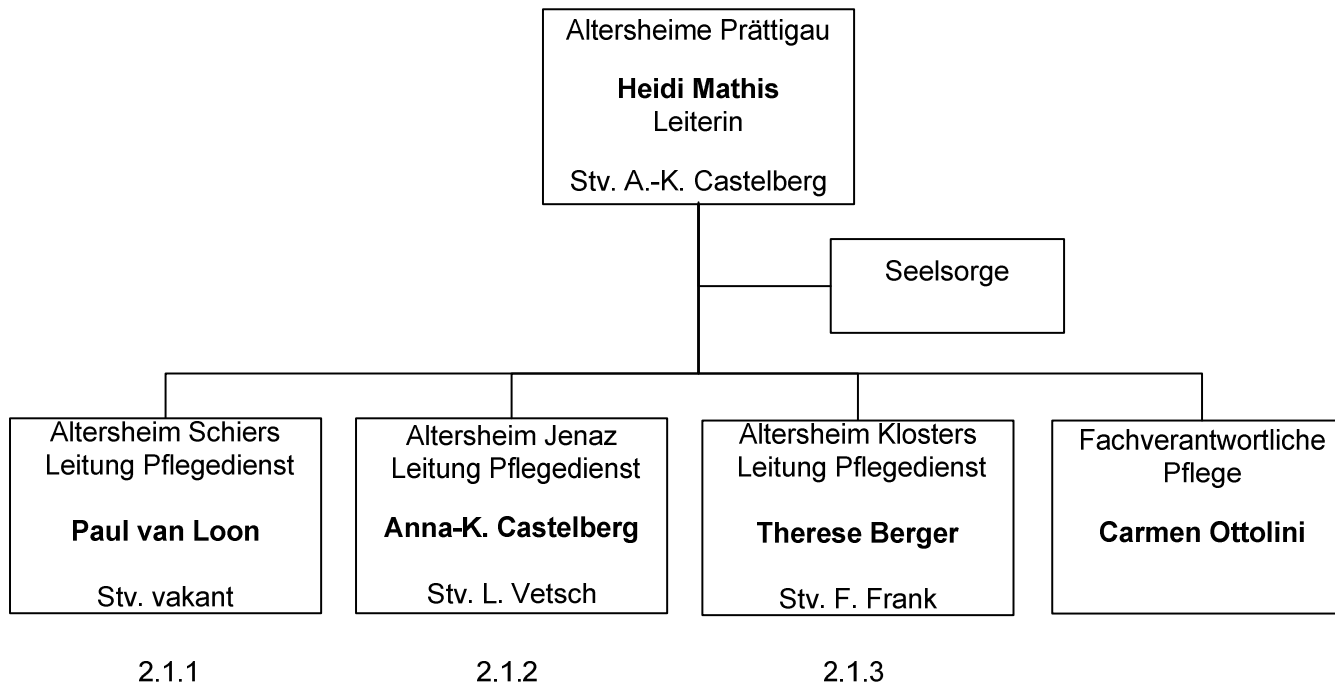 Altersheime Prättigau
Heidi Mathis
Leiterin
Stv. A.-K. Castelberg
Seelsorge
Altersheim Schiers
Leitung Pflegedienst
Paul van Loon
Stv. vakant
Altersheim Jenaz
Leitung Pflegedienst
Anna-K. Castelberg
Stv. L. Vetsch
Altersheim Klosters
Leitung Pflegedienst
Therese Berger
Stv. F. Frank
Fachverantwortliche
Pflege
Carmen Ottolini
2.1.1
2.1.2
2.1.3